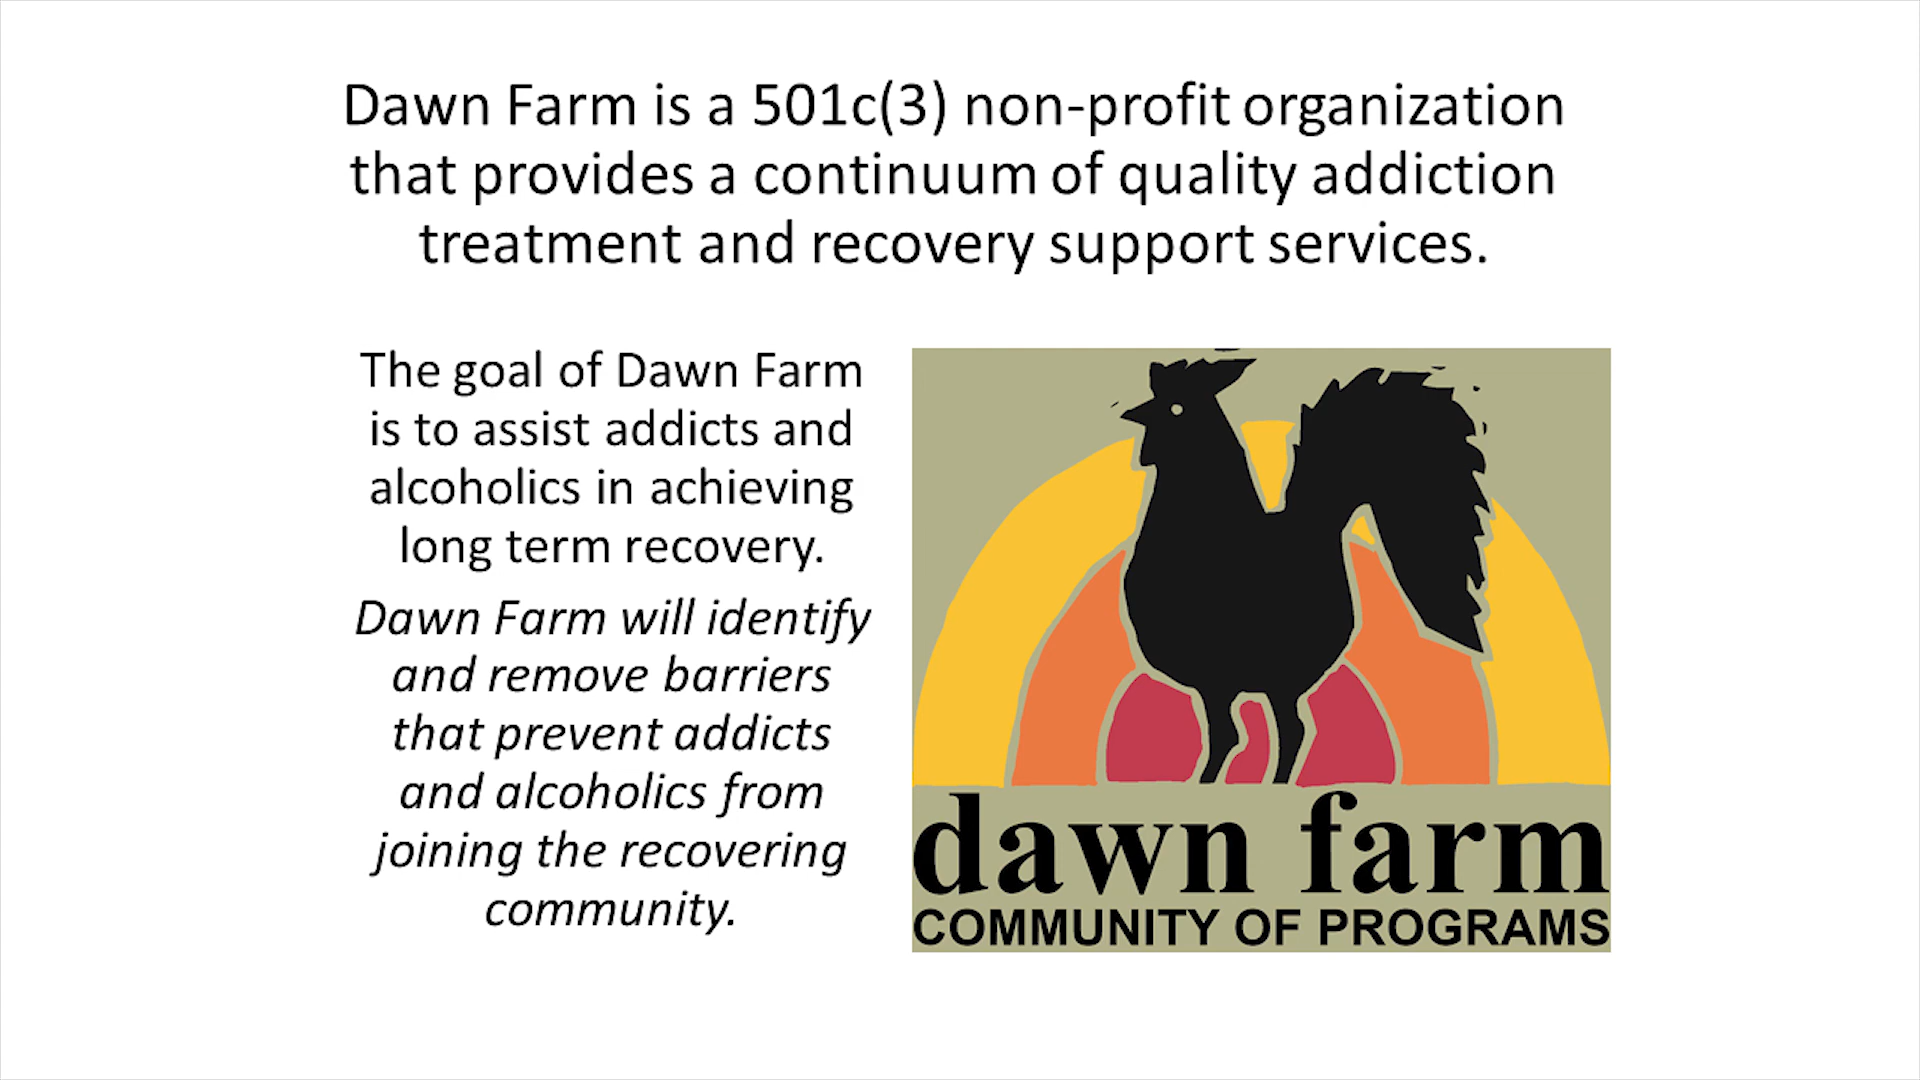 Dawn Farm is a 501c(3) non-profit organization
that provides a continuum of quality addiction
treatment and recovery support services.
The goal of Dawn Farm
is to assist addicts and
alcoholics in achieving
long term recovery.
Dawn Farm will identify
and remove barriers
that prevent addicts
and alcoholics from
joining the recovering
community.
dawn farm
COMMUNITY OF PROGRAMS